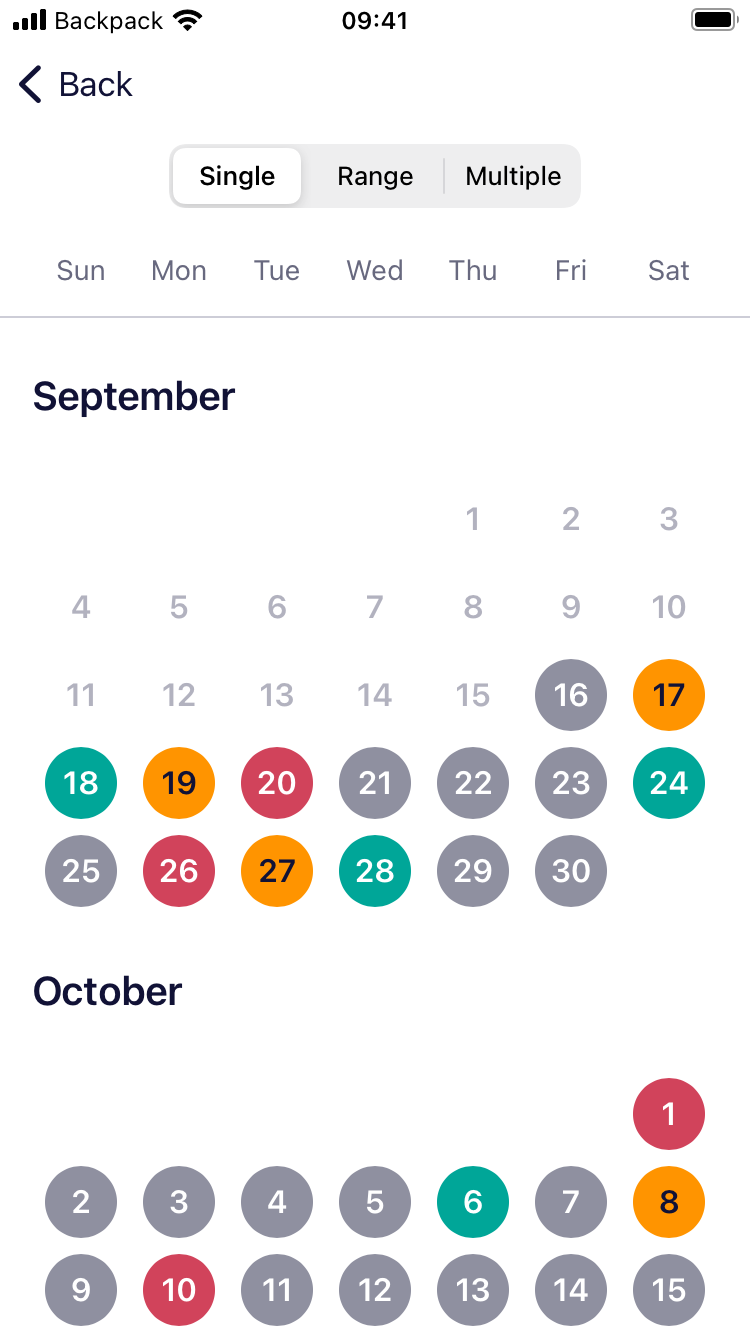 Backpack 09:41
Back
Single Range Multiple
Sun Mon Tue Wed Thu Fri Sat
September
1 2 3
4 5 6 7 8 9 10
11 12 13 14 15 16 17
18 19 20 21 22 23 24
25 26 27 28 29 30
October
1
2 3 4 5 6 7 8
9 10 11 12 13 14 15